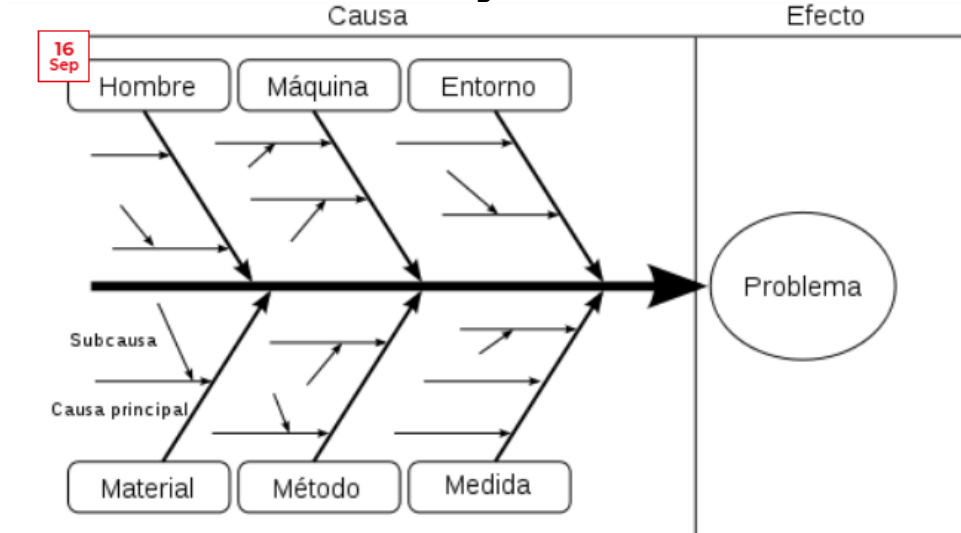 Causa
Efecto
16
Sep
Hombre
Máquina
Entorno
Problema
Subcausa
Causa principal
Material
Método
Medida